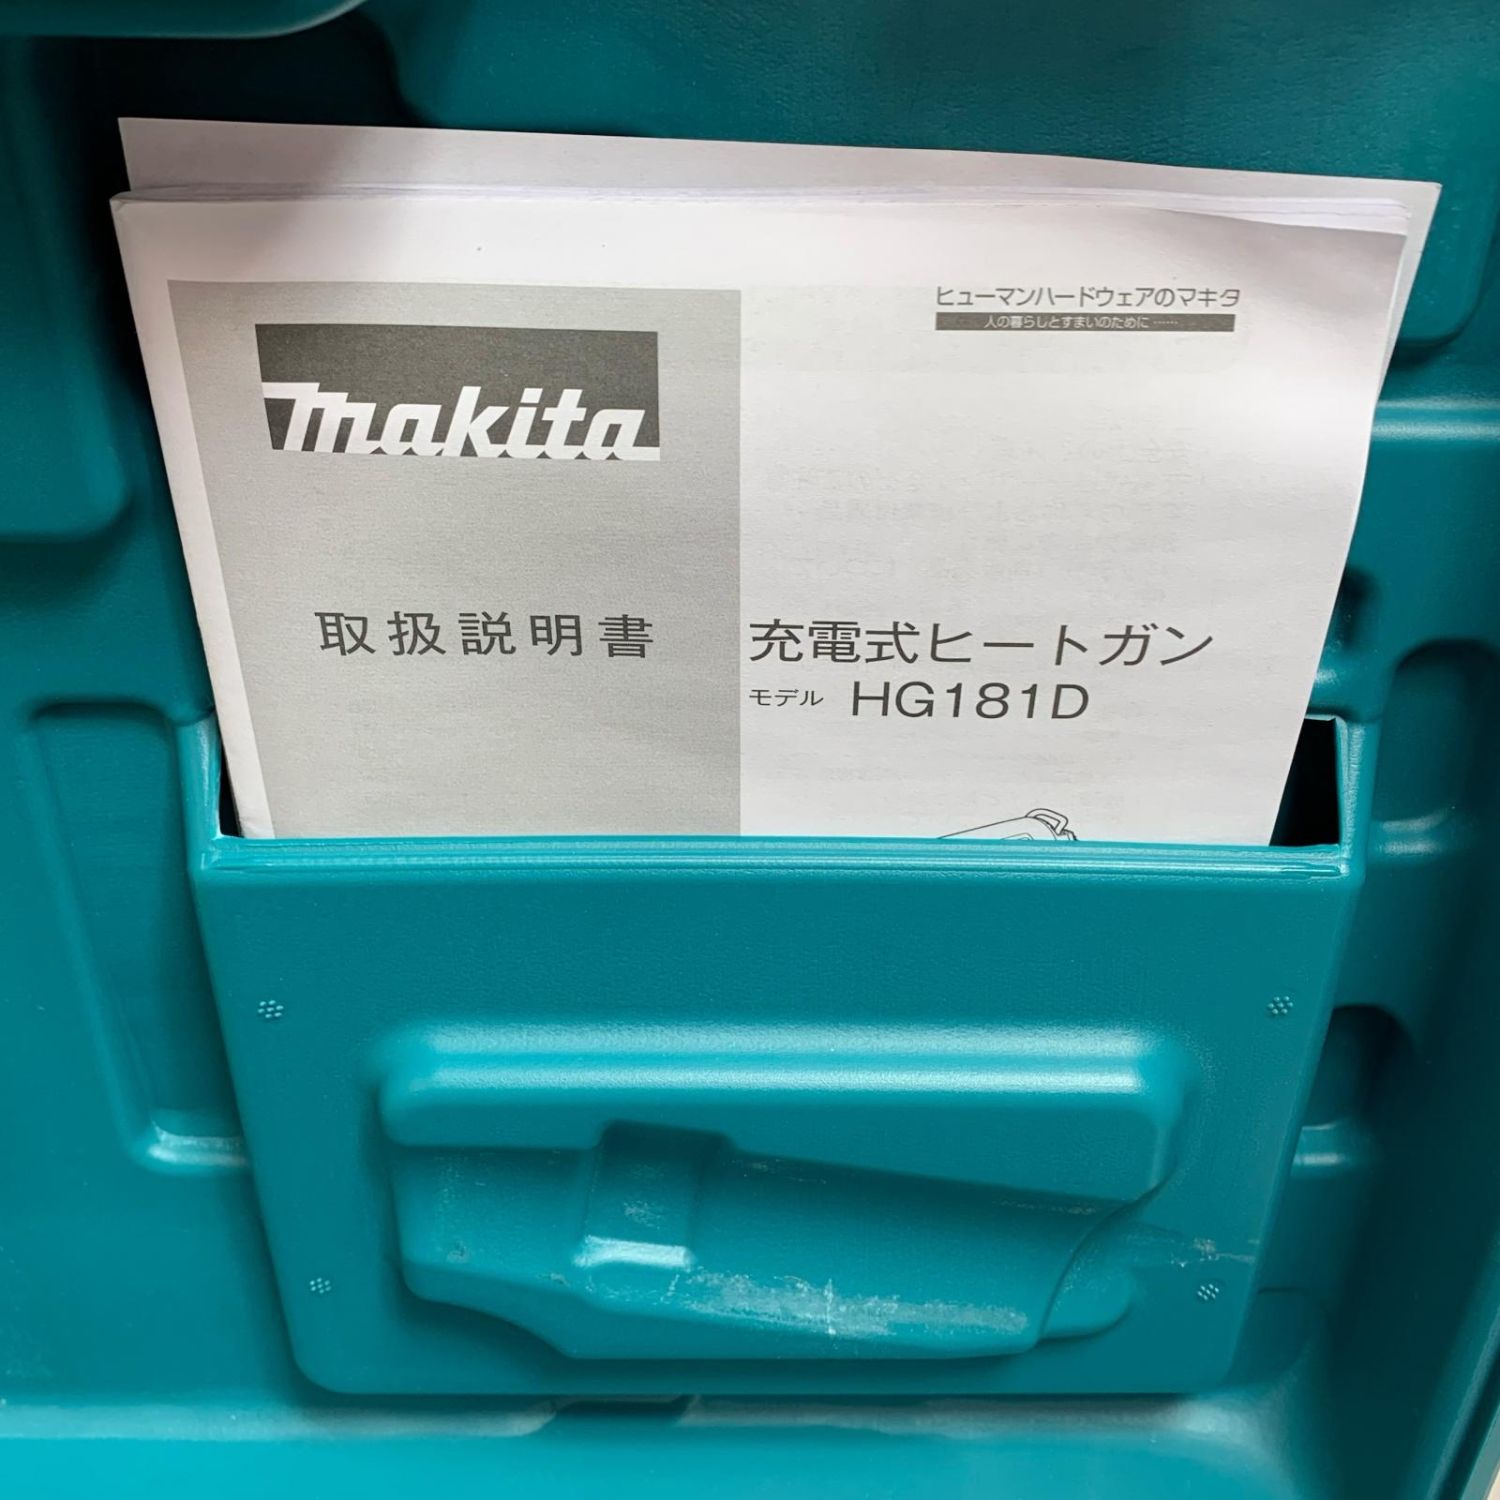 makita
ヒューマンハードウェアのマキタ
人の暮らしとすまいのために ……
取扱説明書
充電式ヒートガン
モデル HG181D